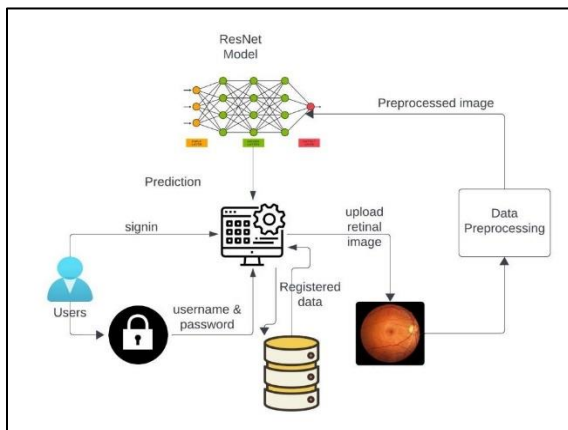 ResNet
Model
Preprocessed image
Prediction
signin
upload
retinal
image
Data
Preprocessing
Users
username &
password
Registered
data